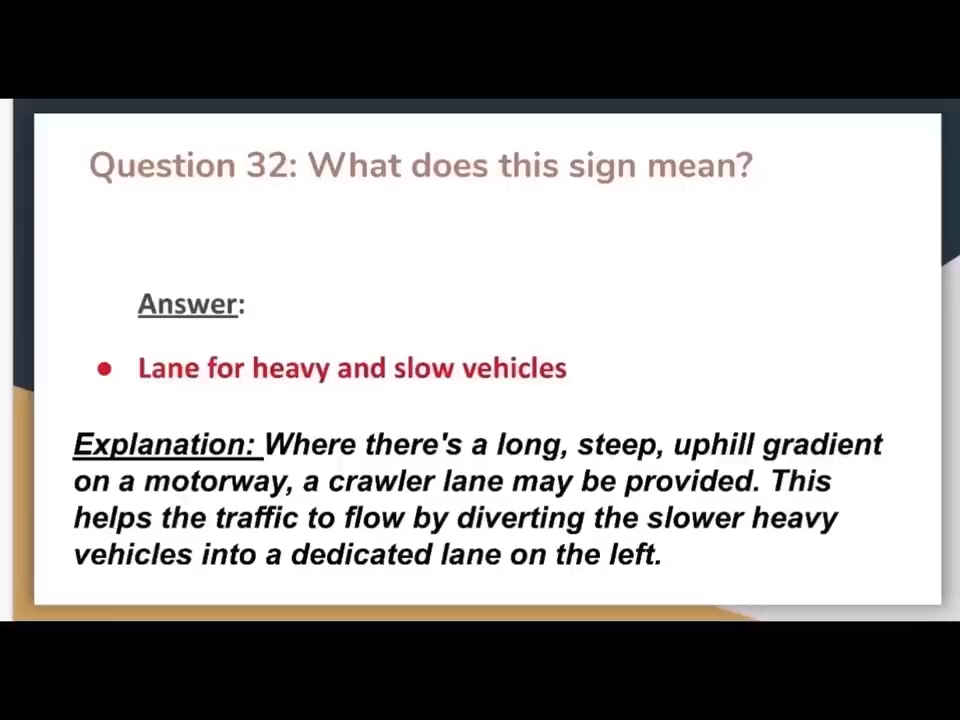 Question 32: What does this sign mean?
Answer:
● Lane for heavy and slow vehicles
Explanation: Where there's a long, steep, uphill gradient
on a motorway, a crawler lane may be provided. This
helps the traffic to flow by diverting the slower heavy
vehicles into a dedicated lane on the left.